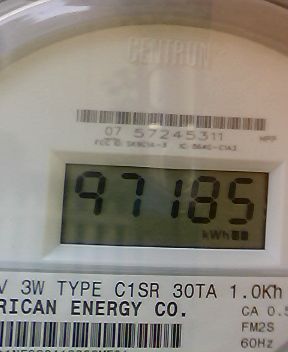 CENTRON
07 57245311
97185
kWh
V 3W TYPE C1SR 30TA 1.0Kh
RICAN ENERGY CO.
CA 0.5
FM2S
60Hz